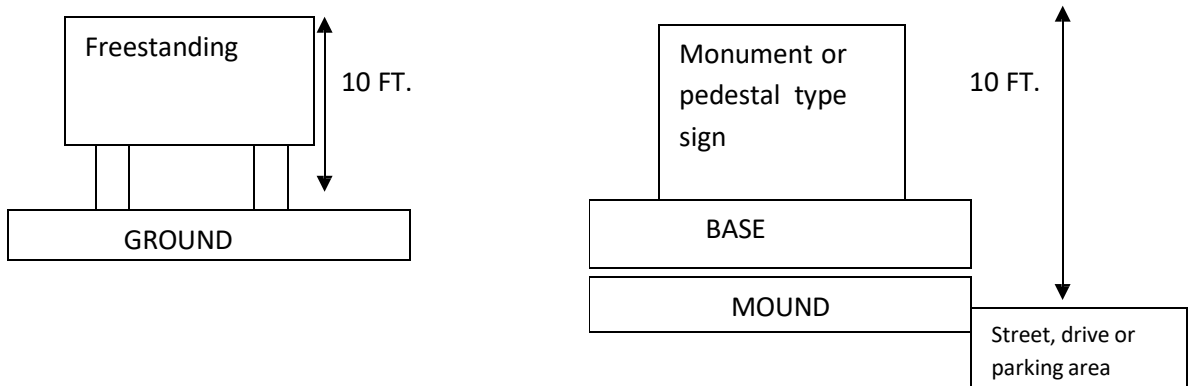 Freestanding
10 FT.
GROUND
Monument or
pedestal type
sign
10 FT.
BASE
MOUND
Street, drive or
parking area